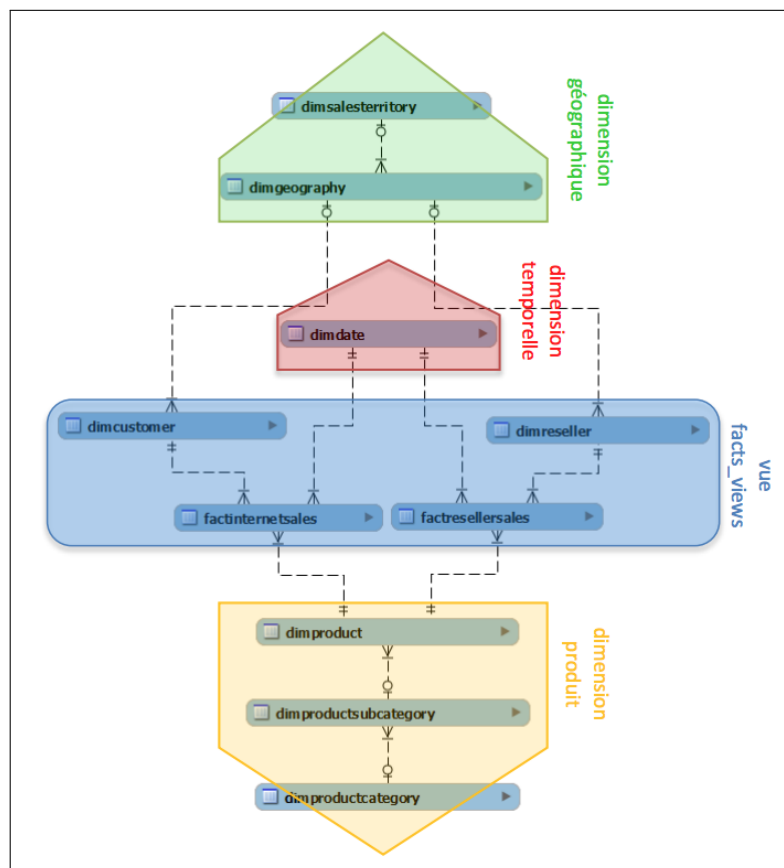 dimsalesterritory
dimgeography
dimension
géographique
dimdate
dimension
temporelle
dimcustomer
dimreseller
factinternetsales
factresellersales
vue
facts_views
dimproduct
dimproductsubcategory
dimproductcategory
dimension
produit